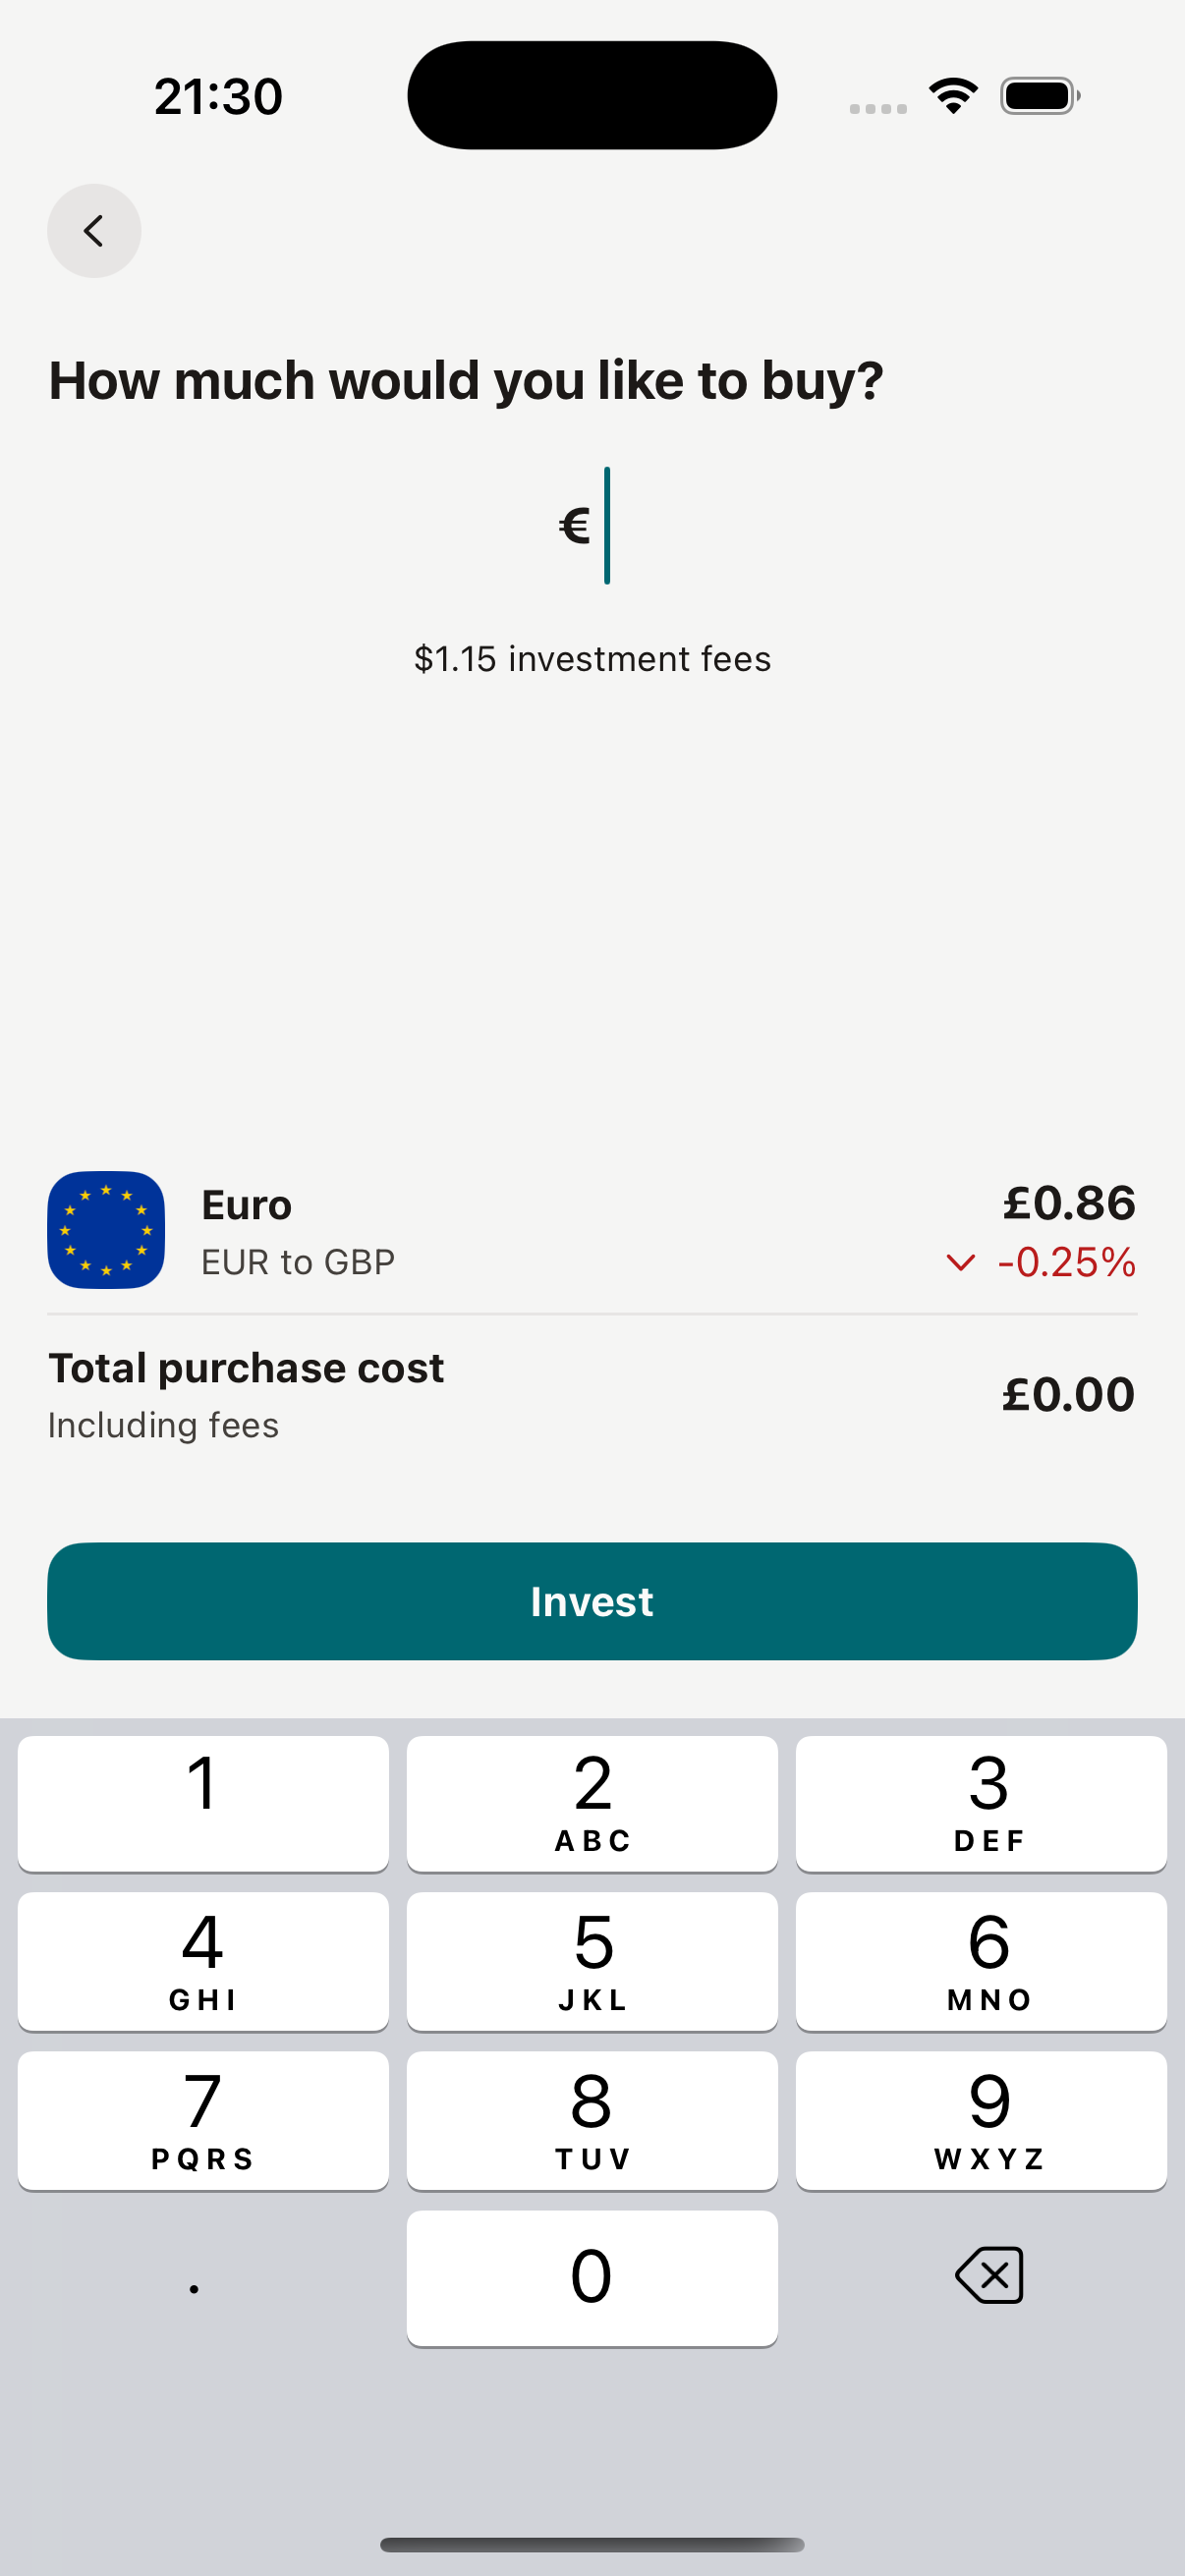 21:30
How much would you like to buy?
€
$1.15 investment fees
Euro
£0.86
EUR to GBP
-0.25%
Total purchase cost
£0.00
Including fees
Invest
1
2
3
ABC
DEF
4
5
6
GHI
JKL
MNO
7
8
9
PQRS
TUV
WXYZ
.
0